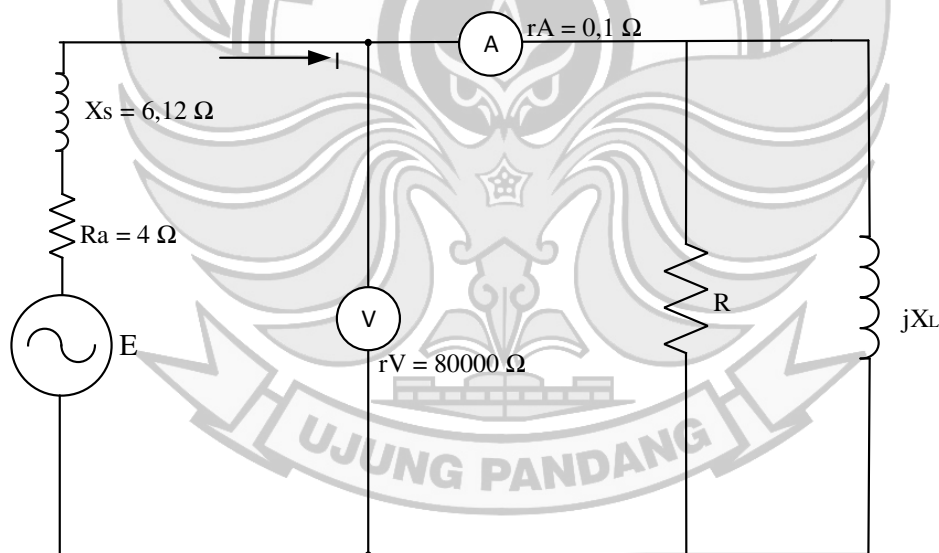 A
rA = 0,1 Ω
I
Xs = 6,12 Ω
Ra = 4 Ω
E
V
rV = 80000 Ω
R
jXL
UJUNG PANDANG